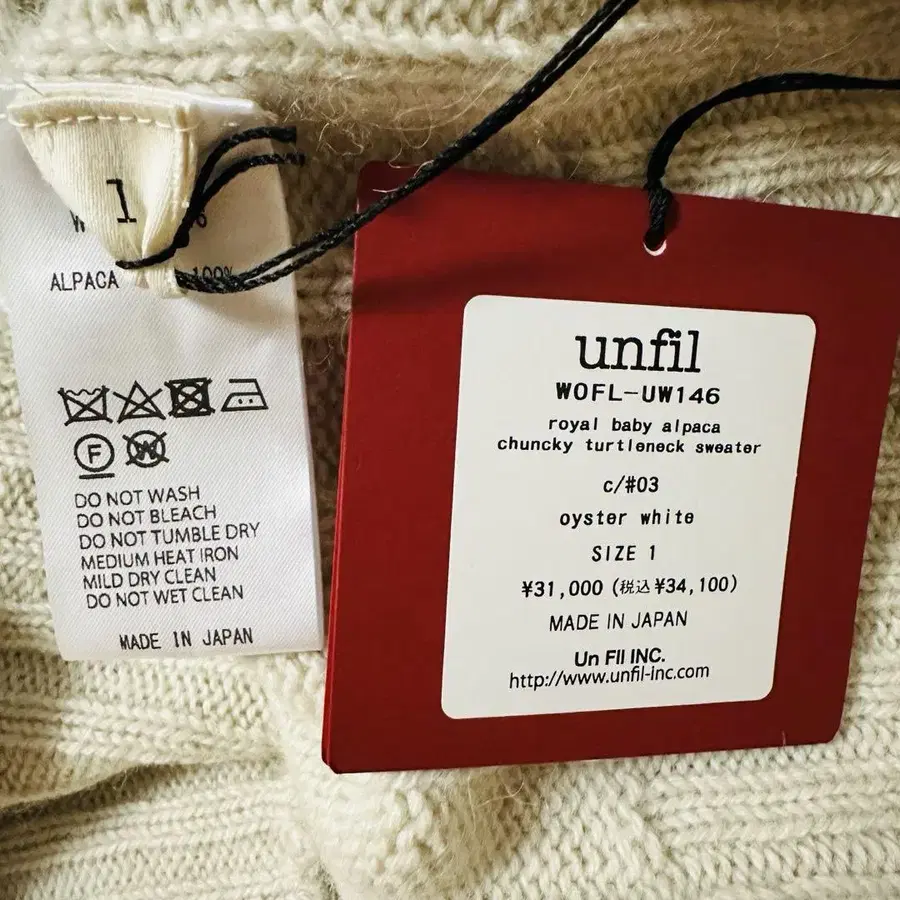 1
ALPACA 100%
DO NOT WASH
DO NOT BLEACH
DO NOT TUMBLE DRY
MEDIUM HEAT IRON
MILD DRY CLEAN
DO NOT WET CLEAN
MADE IN JAPAN
unfil
WOFL-UW146
royal baby alpaca
chuncky turtleneck sweater
c/#03
oyster white
SIZE 1
¥31,000 (税込¥34,100)
MADE IN JAPAN
Un Fil INC.
http://www.unfil-inc.com